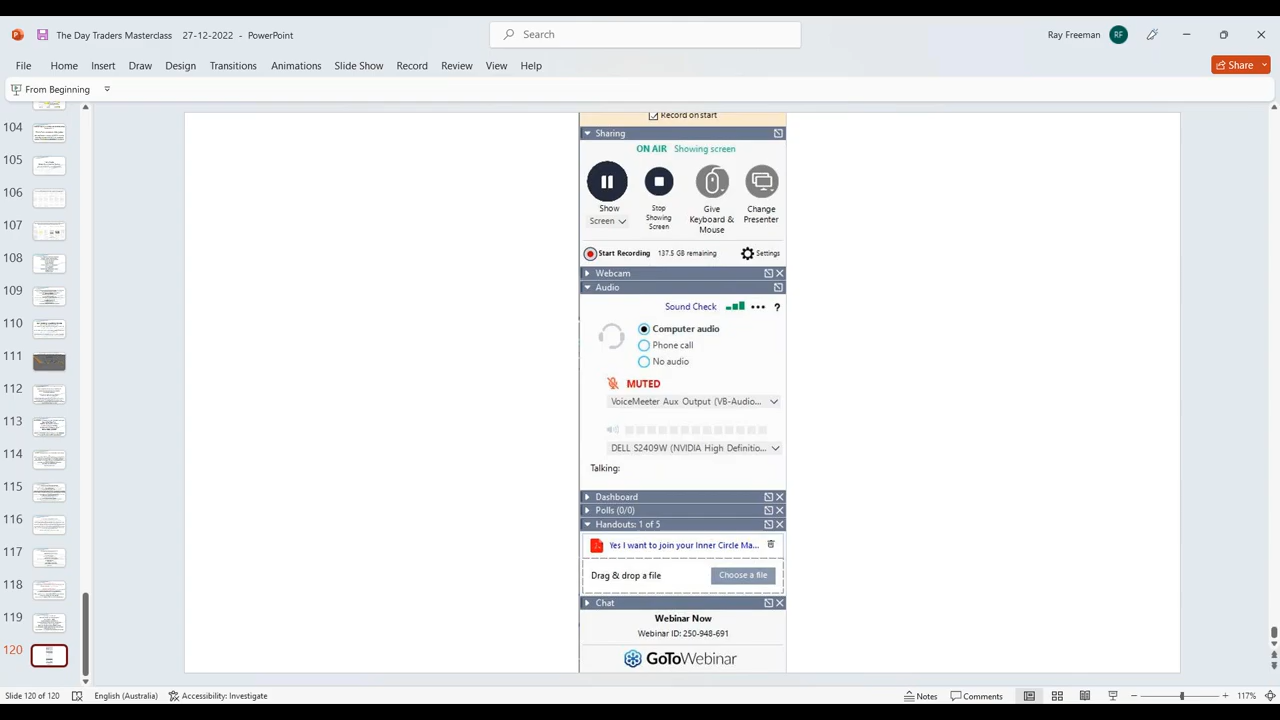 The Day Traders Masterclass 27-12-2022 - PowerPoint
Search
Ray Freeman RF
File Home Insert Draw Design Transitions Animations Slide Show Record Review View Help
Share
From Beginning
Record on start
Sharing
ON AIR Showing screen
Show
Screen
Stop
Showing
Screen
Give
Keyboard &
Mouse
Change
Presenter
Start Recording 137.5 GB remaining Settings
Webcam
Audio
Sound Check ••• ?
Computer audio
Phone call
No audio
MUTED
VoiceMeeter Aux Output (VB-Audio...
DELL S2409W (NVIDIA High Definitio...
Talking:
Dashboard
Polls (0/0)
Handouts: 1 of 5
Yes I want to join your Inner Circle Ma...
Drag & drop a file Choose a file
Chat
Webinar Now
Webinar ID: 250-948-691
GoToWebinar
104
105
106
107
108
109
110
111
112
113
114
115
116
117
118
119
120
Slide 120 of 120 English (Australia) Accessibility: Investigate Notes Comments 117%